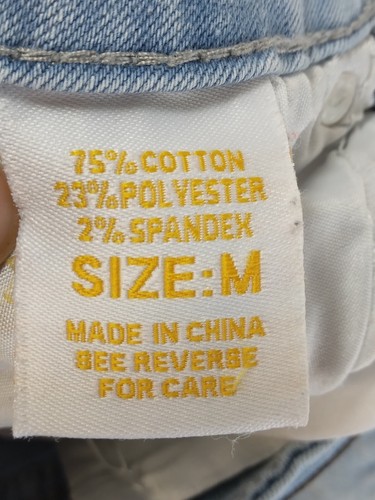 75% COTTON
23% POLYESTER
2% SPANDEX
SIZE:M
MADE IN CHINA
SEE REVERSE
FOR CARE